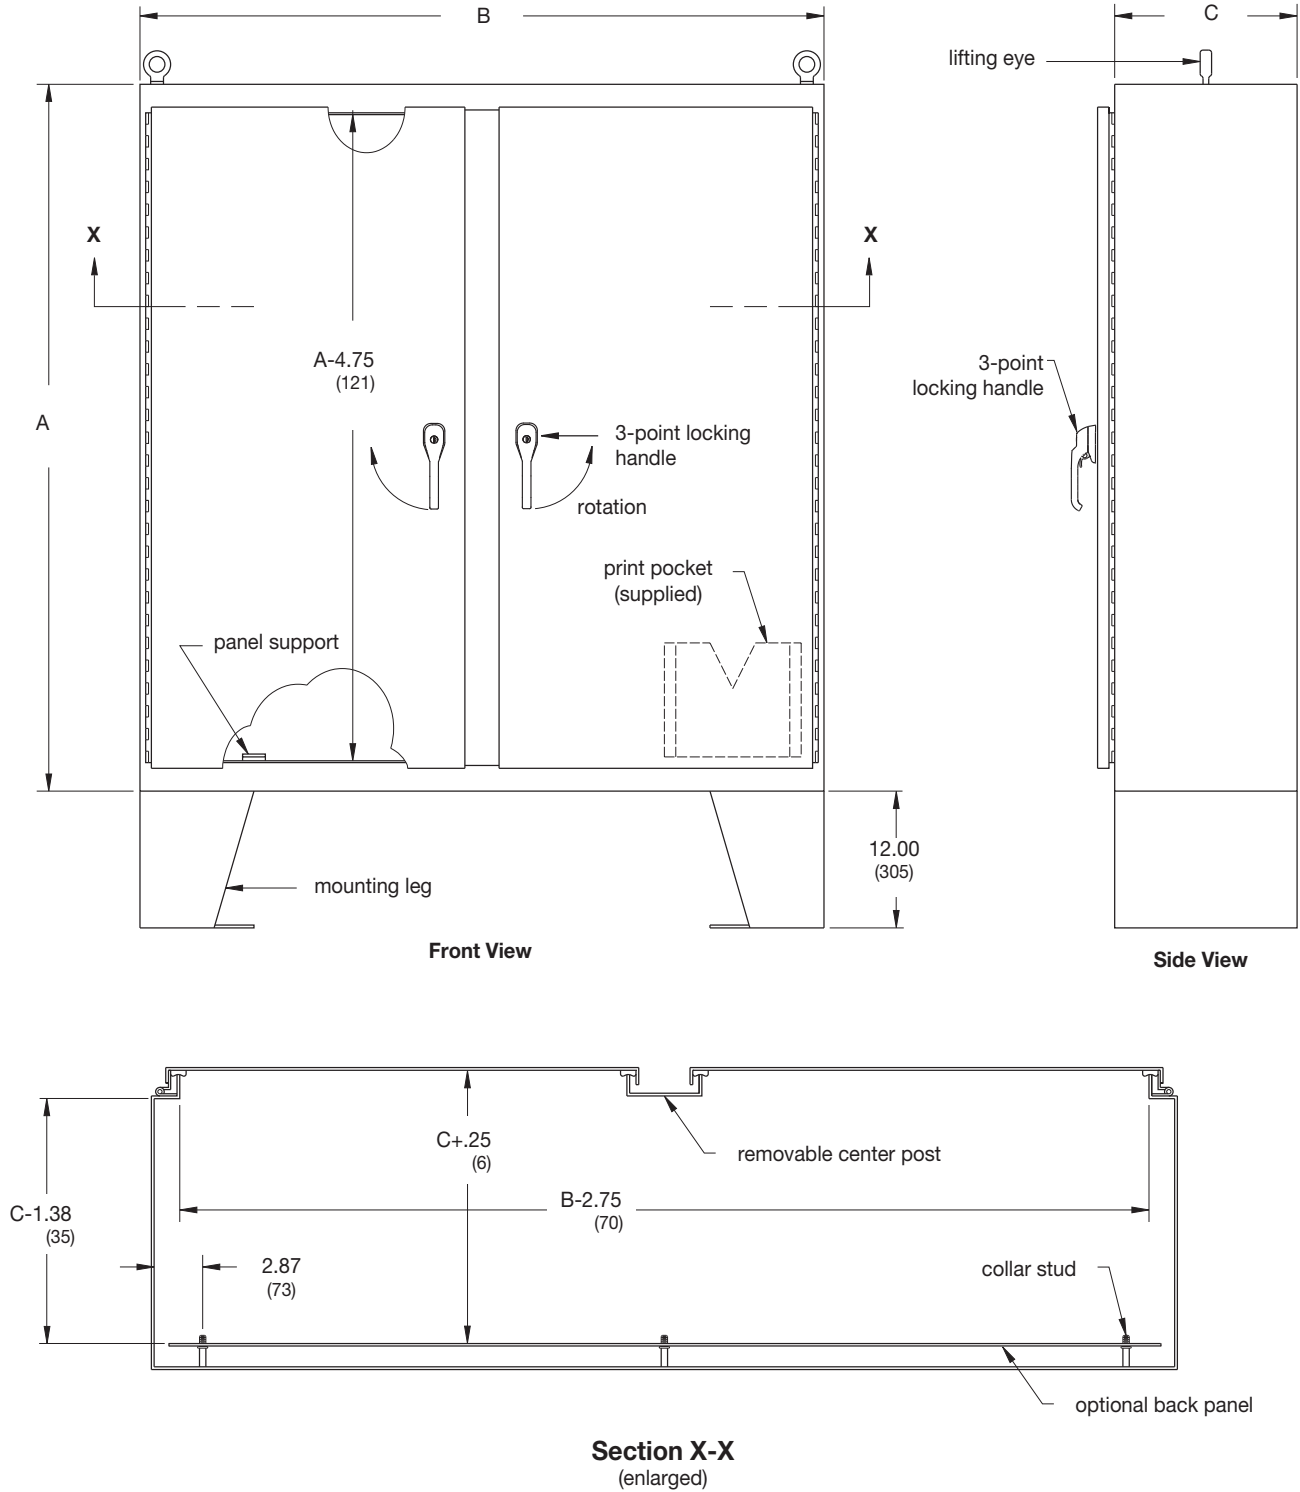 B
C
lifting eye
X
X
A-4.75
(121)
3-point
locking handle
A
3-point locking
handle
rotation
print pocket
(supplied)
panel support
12.00
(305)
mounting leg
Front View
Side View
C+.25
(6)
removable center post
B-2.75
(70)
C-1.38
(35)
2.87
(73)
collar stud
optional back panel
Section X-X
(enlarged)